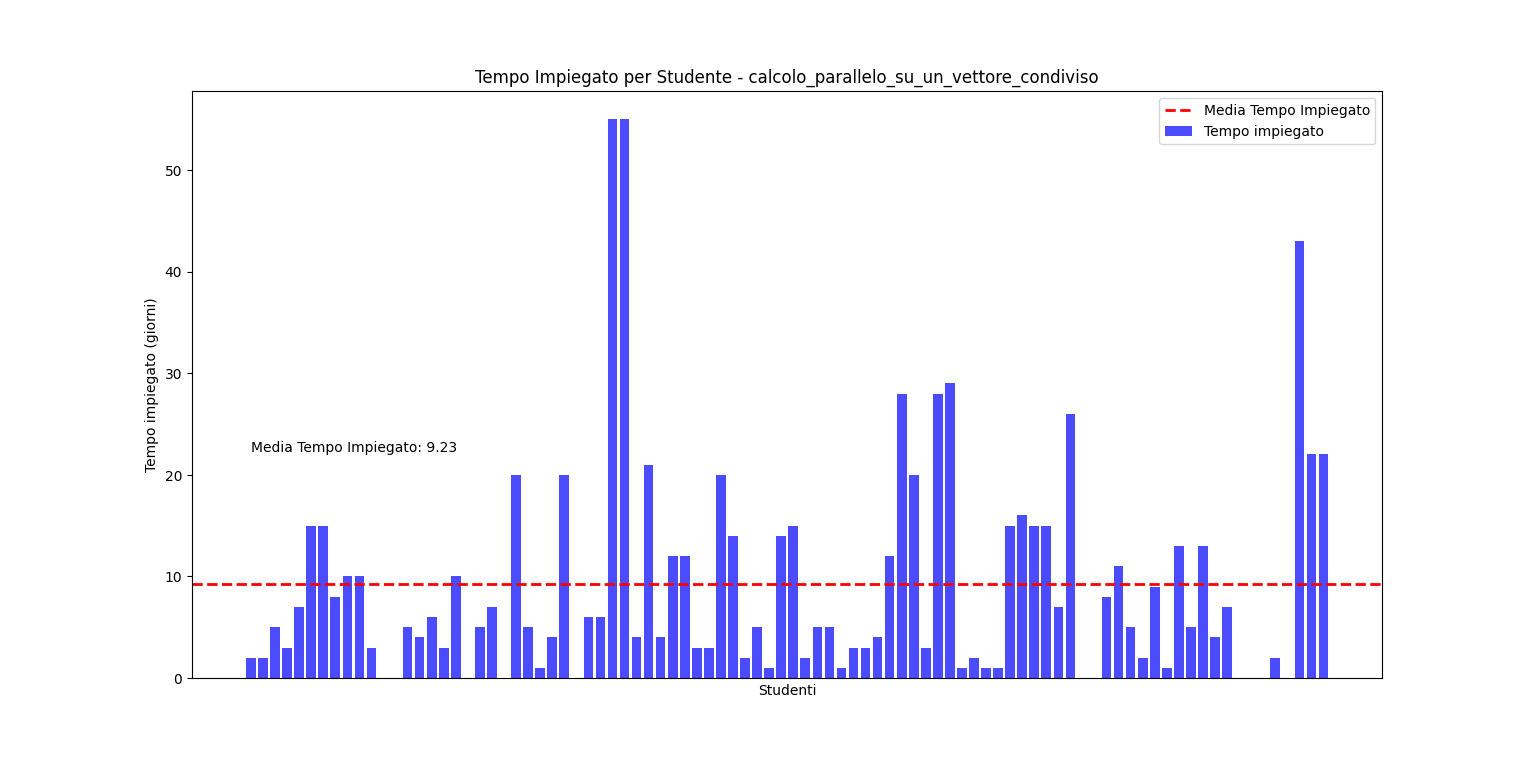 Tempo Impiegato per Studente - calcolo_parallelo_su_un_vettore_condiviso
Media Tempo Impiegato
Tempo impiegato
50
40
30
20
10
0
Tempo impiegato (giorni)
Media Tempo Impiegato: 9.23
Studenti